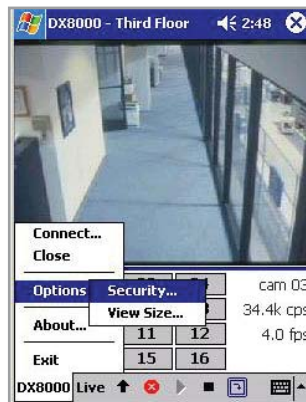 DX8000 - Third Floor 2:48
Connect...
Close
Options Security...
View Size...
About...
Exit
cam 03
34.4k cps
11 12 4.0 fps
15 16
DX8000 Live